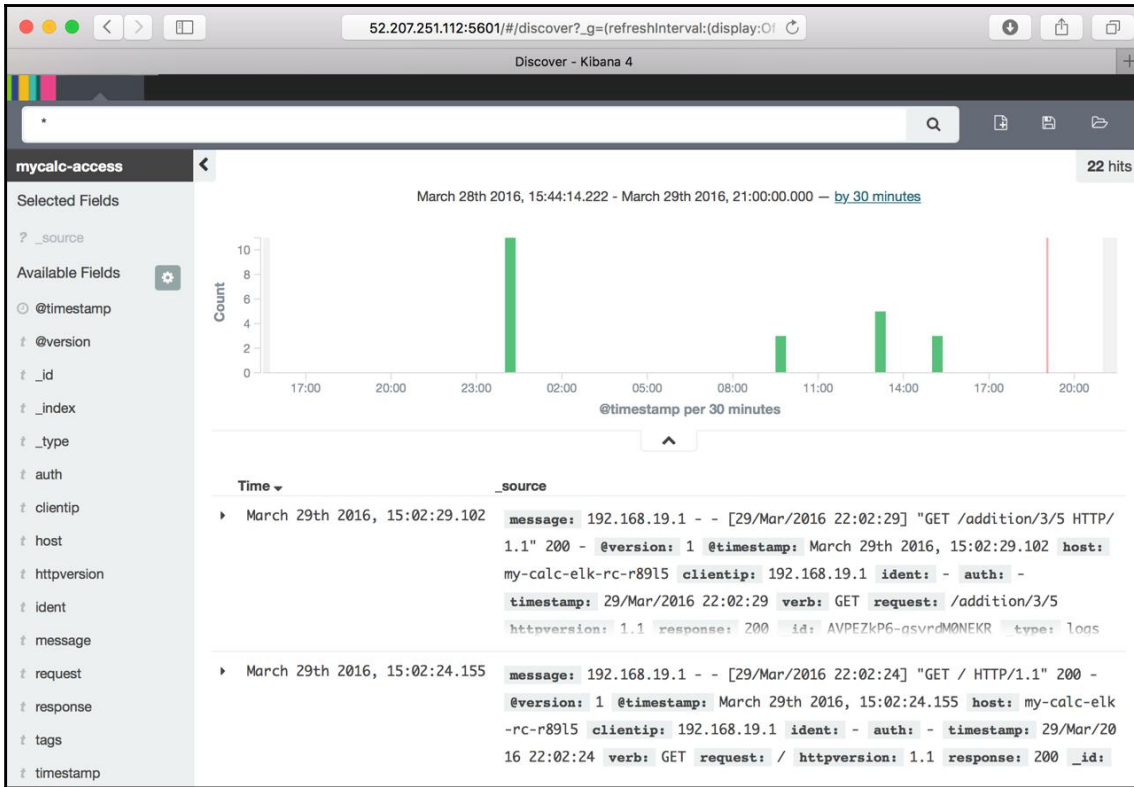 52.207.251.112:5601/#/discover?_g=(refreshInterval:(display:Of
Discover - Kibana 4
*
mycalc-access
22 hits
Selected Fields
? _source
Available Fields
@timestamp
t @version
t _id
t _index
t _type
t auth
t clientip
t host
t httpversion
t ident
t message
t request
t response
t tags
t timestamp
March 28th 2016, 15:44:14.222 - March 29th 2016, 21:00:00.000 — by 30 minutes
Count
10
8
6
4
2
0
17:00 20:00 23:00 02:00 05:00 08:00 11:00 14:00 17:00 20:00
@timestamp per 30 minutes
Time _source
March 29th 2016, 15:02:29.102 message: 192.168.19.1 - - [29/Mar/2016 22:02:29] "GET /addition/3/5 HTTP/
1.1" 200 - @version: 1 @timestamp: March 29th 2016, 15:02:29.102 host:
my-calc-elk-rc-r89l5 clientip: 192.168.19.1 ident: - auth: -
timestamp: 29/Mar/2016 22:02:29 verb: GET request: /addition/3/5
httpversion: 1.1 response: 200 _id: AVPEZkP6-gsvrdM0NEKR _type: logs
March 29th 2016, 15:02:24.155 message: 192.168.19.1 - - [29/Mar/2016 22:02:24] "GET / HTTP/1.1" 200 -
@version: 1 @timestamp: March 29th 2016, 15:02:24.155 host: my-calc-elk
-rc-r89l5 clientip: 192.168.19.1 ident: - auth: - timestamp: 29/Mar/20
16 22:02:24 verb: GET request: / httpversion: 1.1 response: 200 _id: